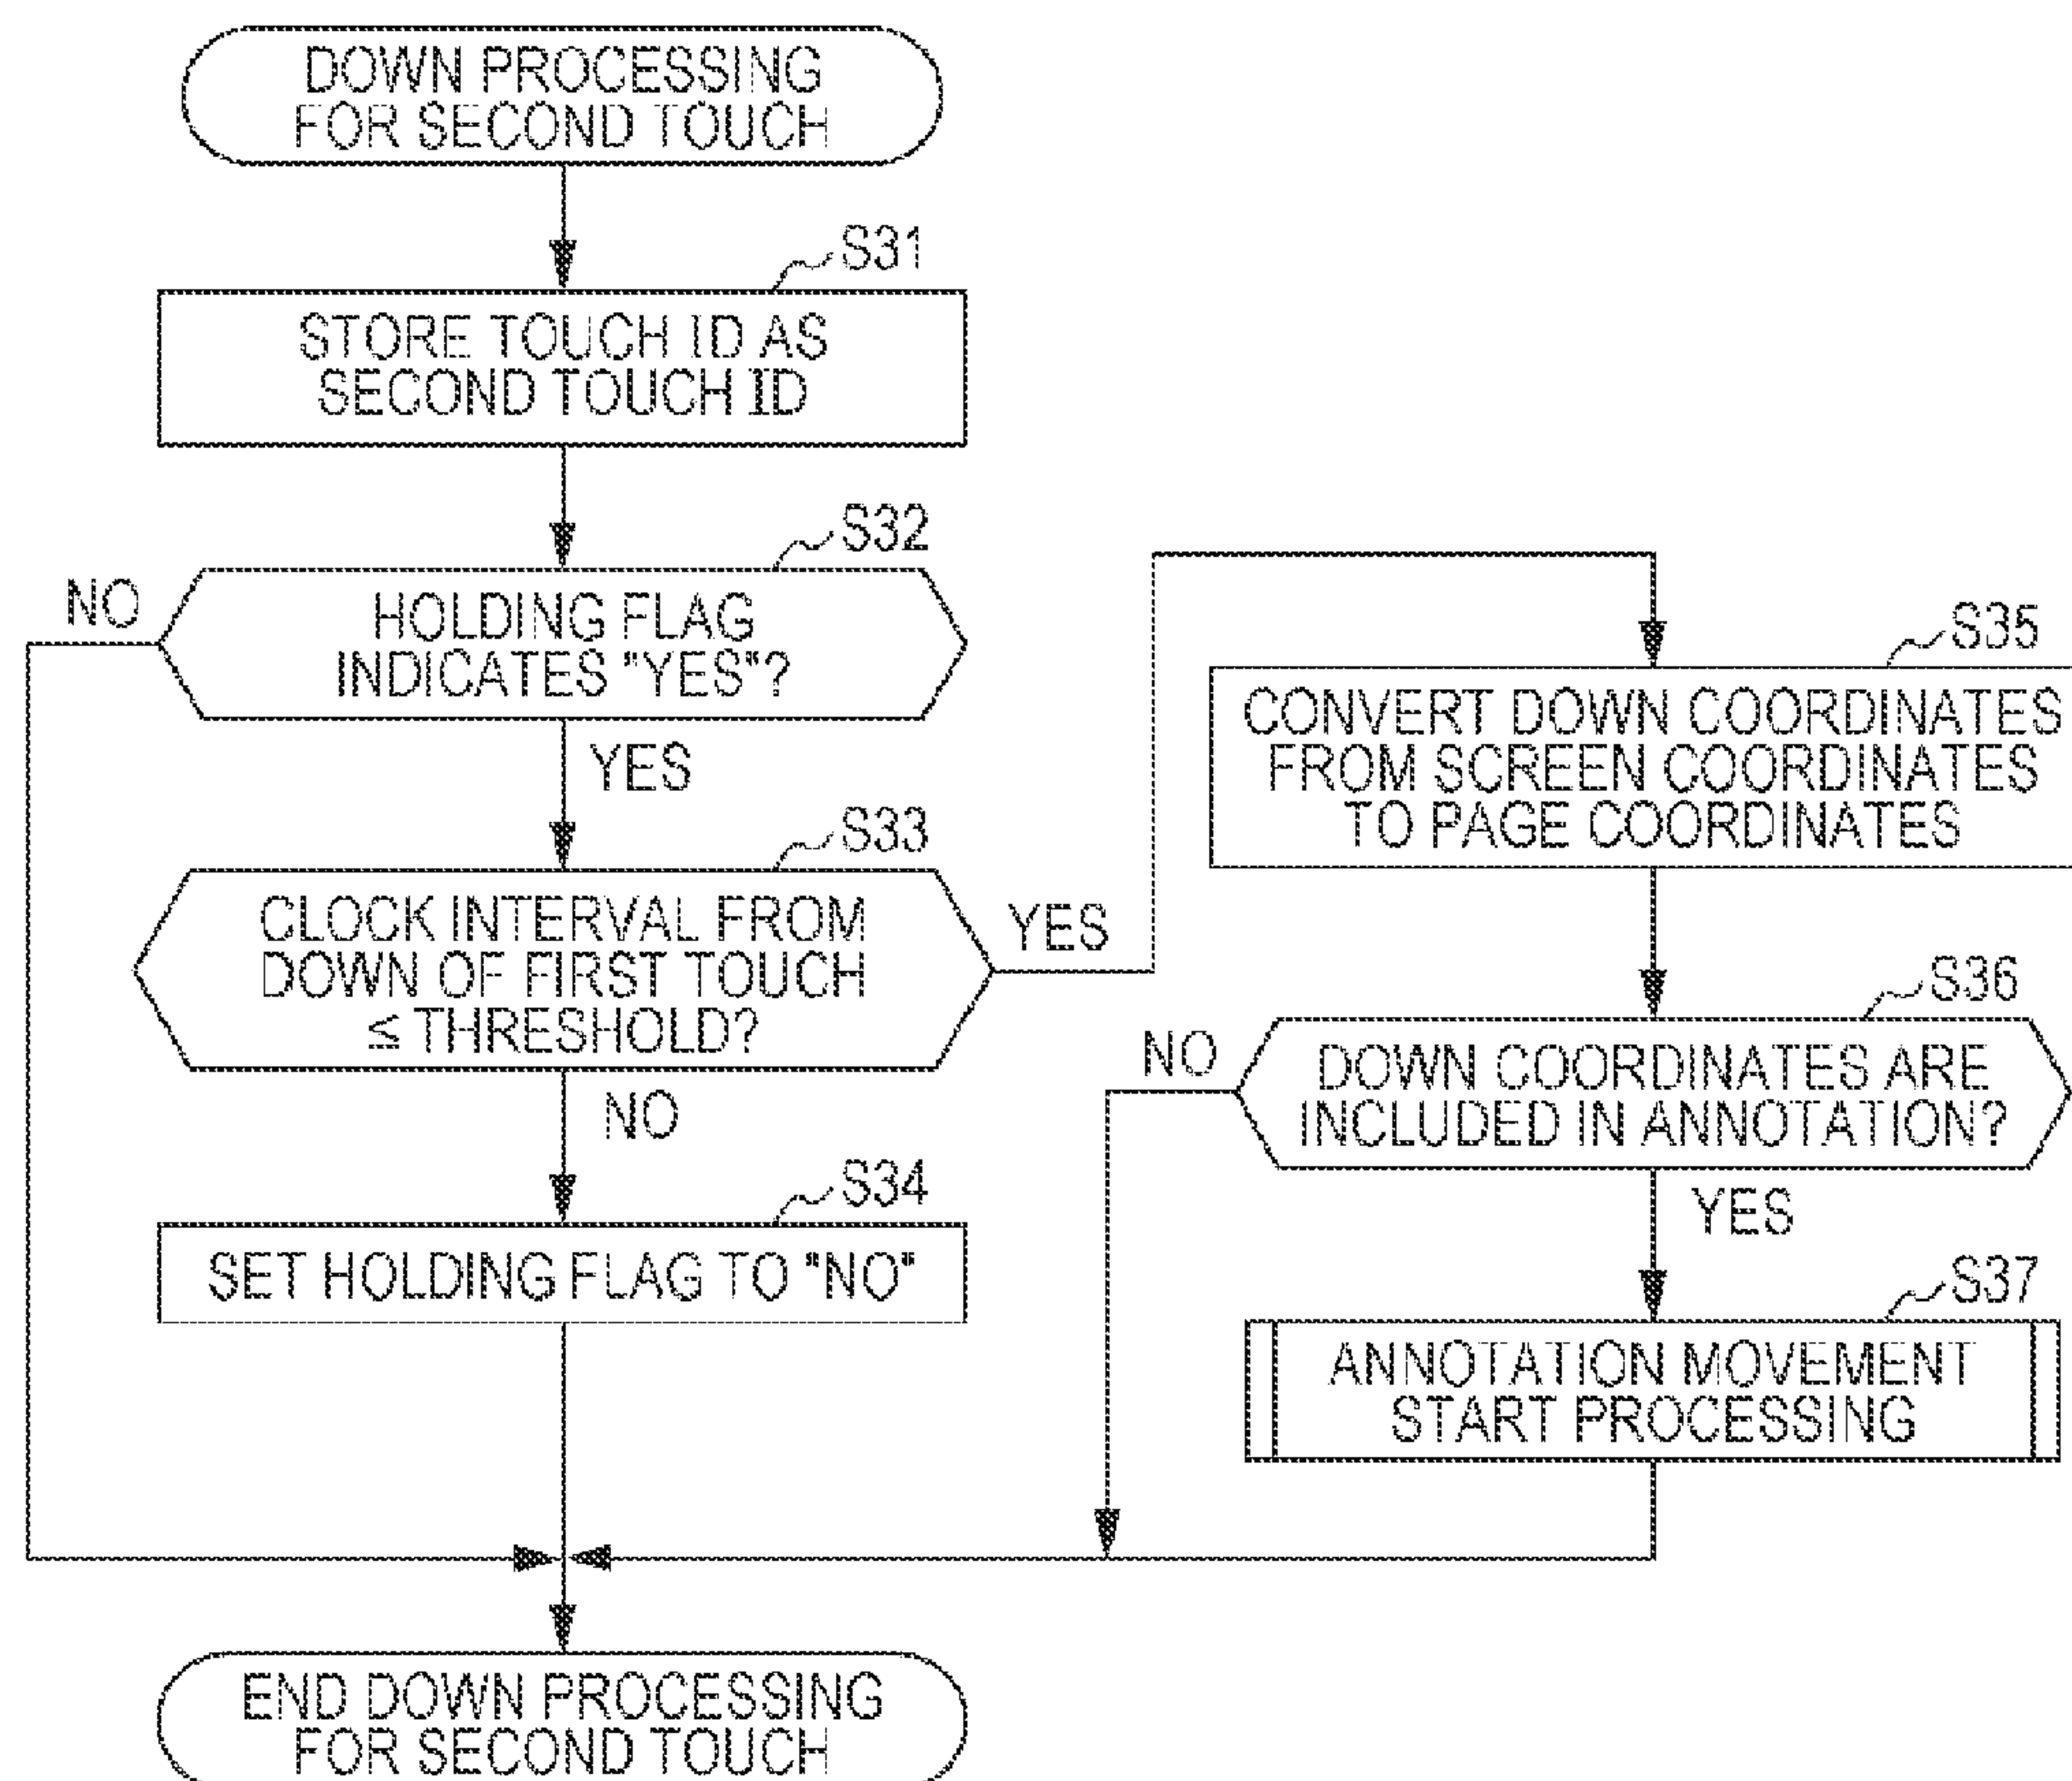 DOWN PROCESSING
FOR SECOND TOUCH
S31
STORE TOUCH ID AS
SECOND TOUCH ID
S32
NO
HOLDING FLAG
INDICATES "YES"?
YES
S33
CLOCK INTERVAL FROM
DOWN OF FIRST TOUCH
≤ THRESHOLD?
YES
NO
S34
SET HOLDING FLAG TO "NO"
S35
CONVERT DOWN COORDINATES
FROM SCREEN COORDINATES
TO PAGE COORDINATES
S36
NO
DOWN COORDINATES ARE
INCLUDED IN ANNOTATION?
YES
S37
ANNOTATION MOVEMENT
START PROCESSING
END DOWN PROCESSING
FOR SECOND TOUCH